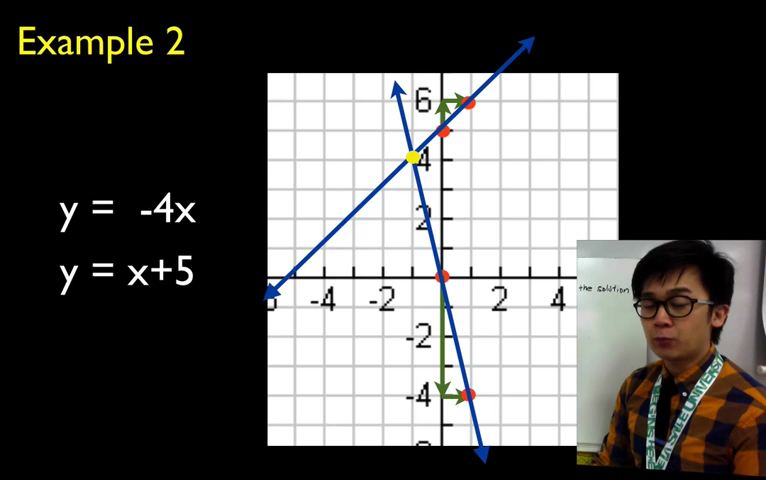 Example 2
y = -4x
y = x+5
6
4
2
-4 -2 2 4
-2
-4
the solution